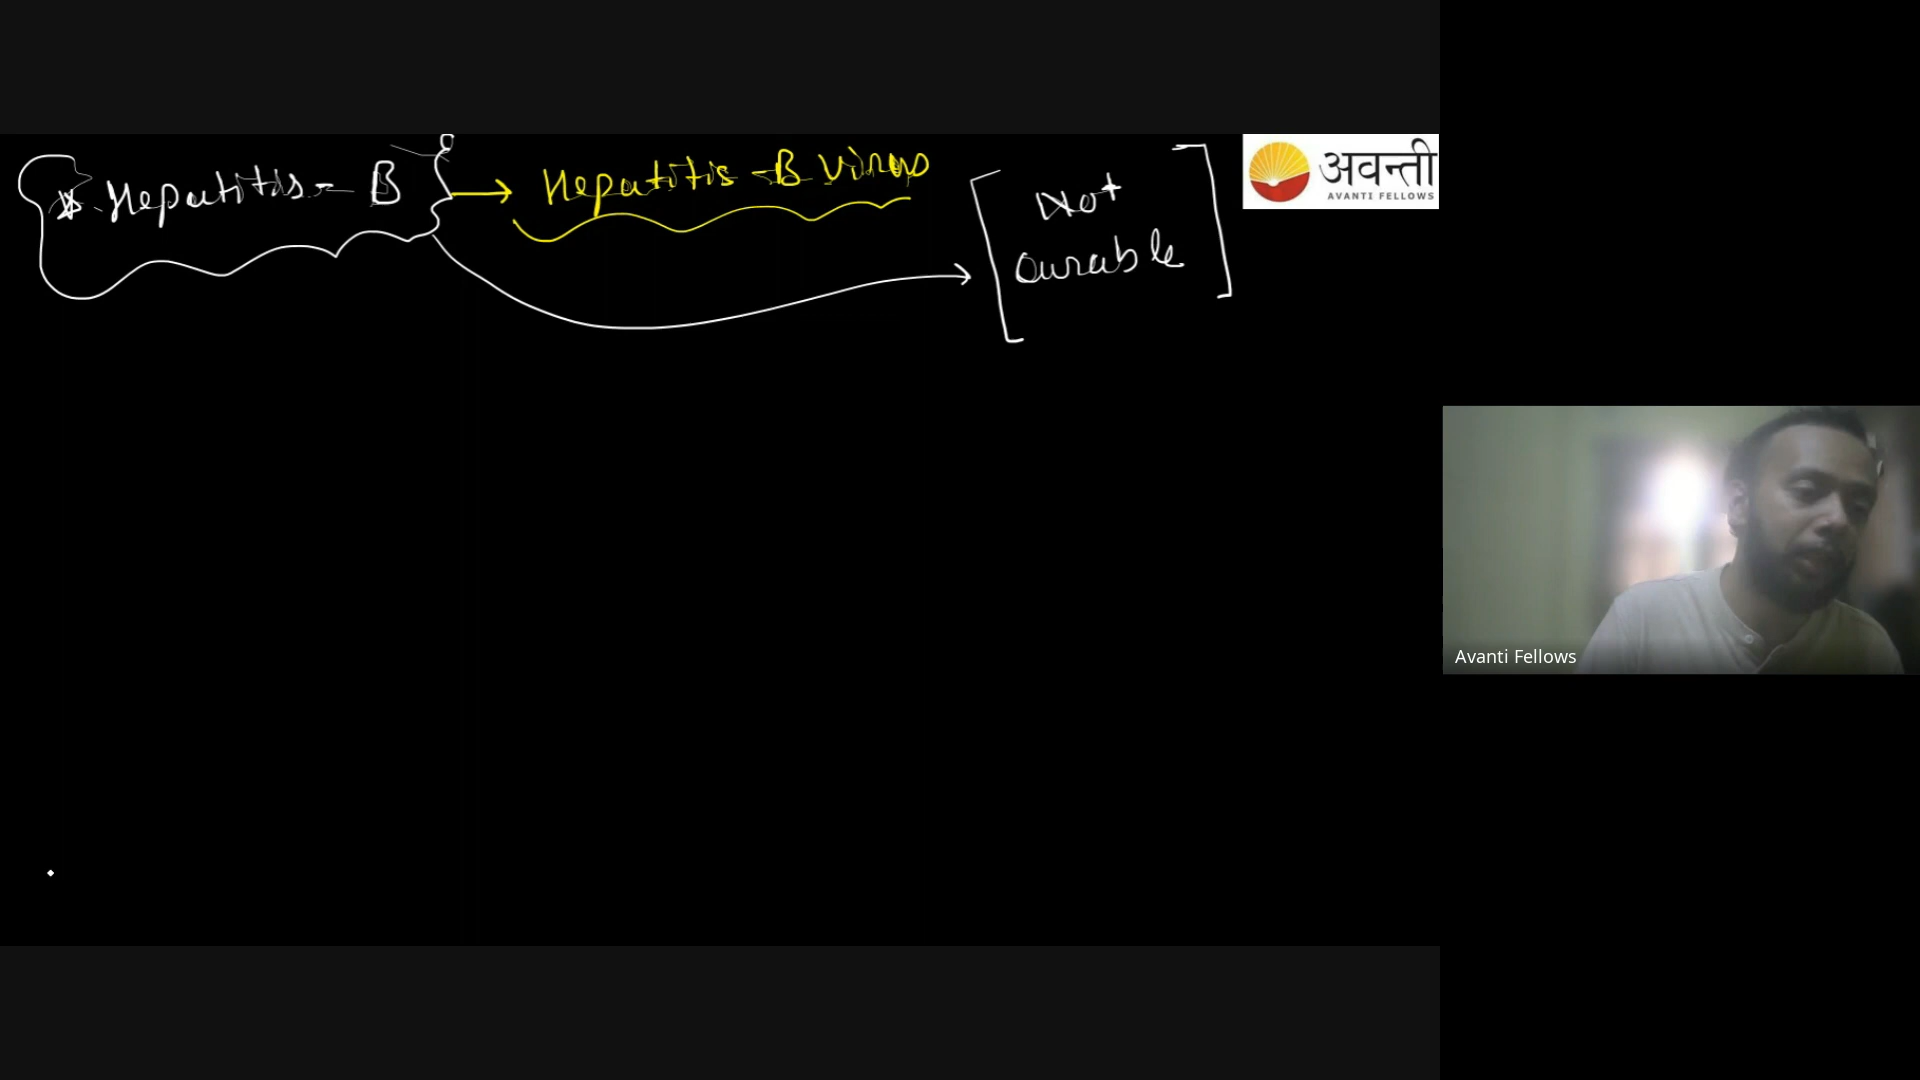 * Hepatitis - B → Hepatitis - B Virus
Not
Curable
अवन्ती
AVANTI FELLOWS
Avanti Fellows